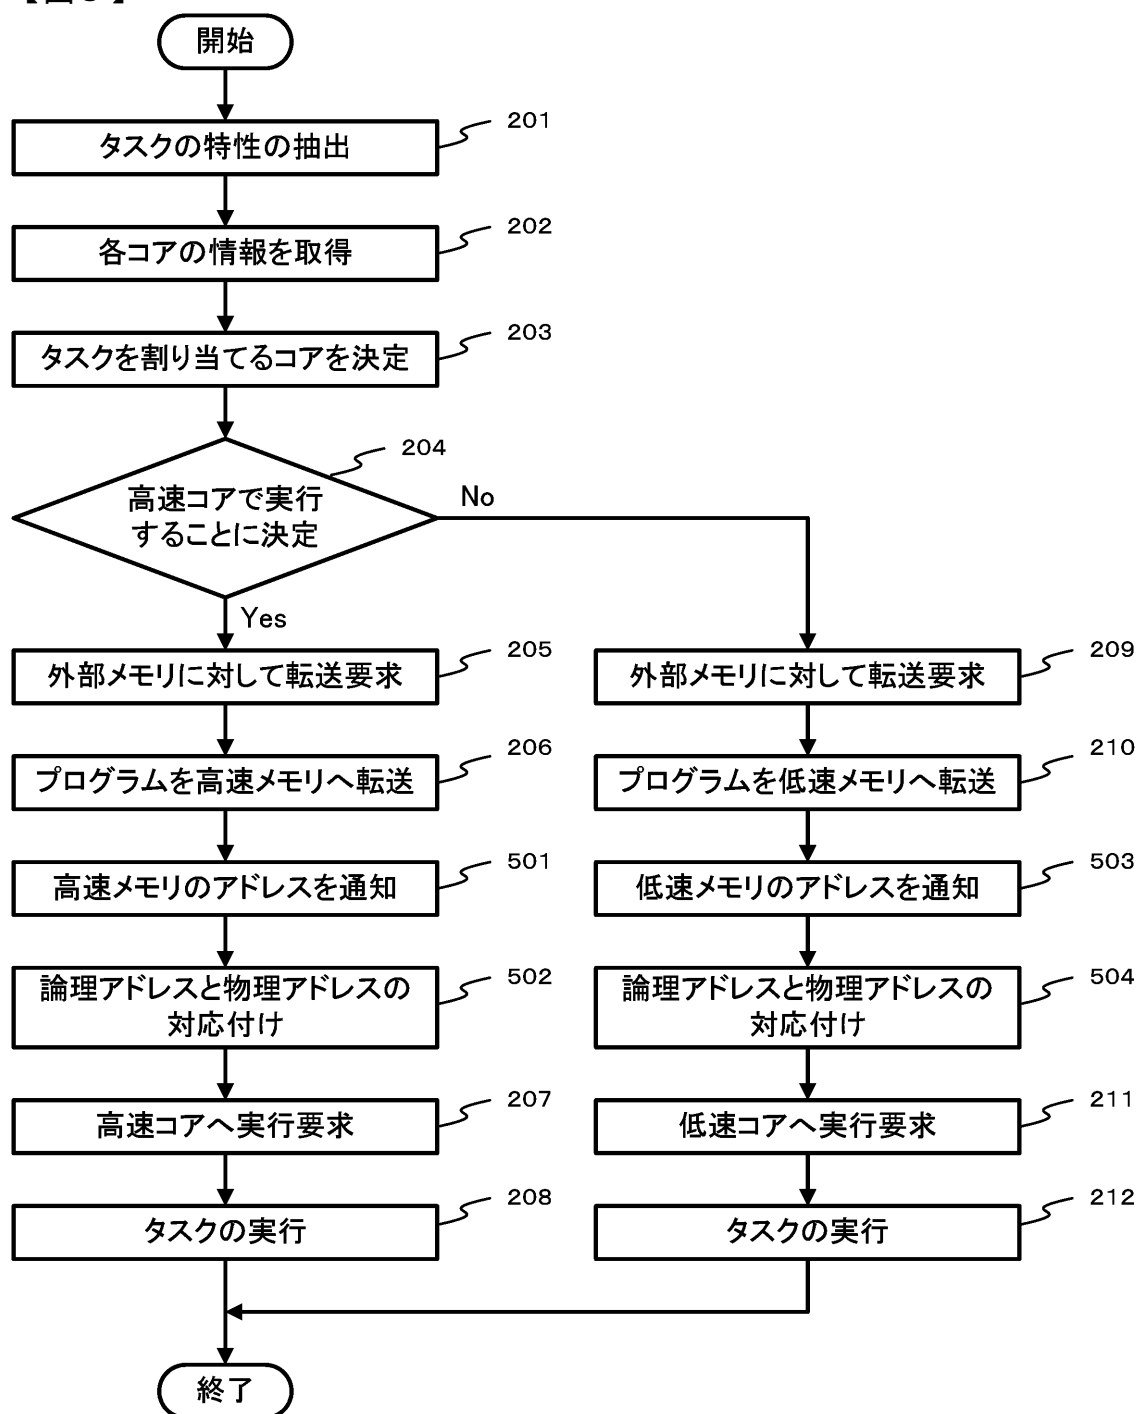 開始
201
タスクの特性の抽出
202
各コアの情報を取得
203
タスクを割り当てるコアを決定
204
高速コアで実行
することに決定
No
Yes
205
外部メモリに対して転送要求
209
外部メモリに対して転送要求
206
プログラムを高速メモリへ転送
210
プログラムを低速メモリへ転送
501
高速メモリのアドレスを通知
503
低速メモリのアドレスを通知
502
論理アドレスと物理アドレスの
対応付け
504
論理アドレスと物理アドレスの
対応付け
207
高速コアへ実行要求
211
低速コアへ実行要求
208
タスクの実行
212
タスクの実行
終了